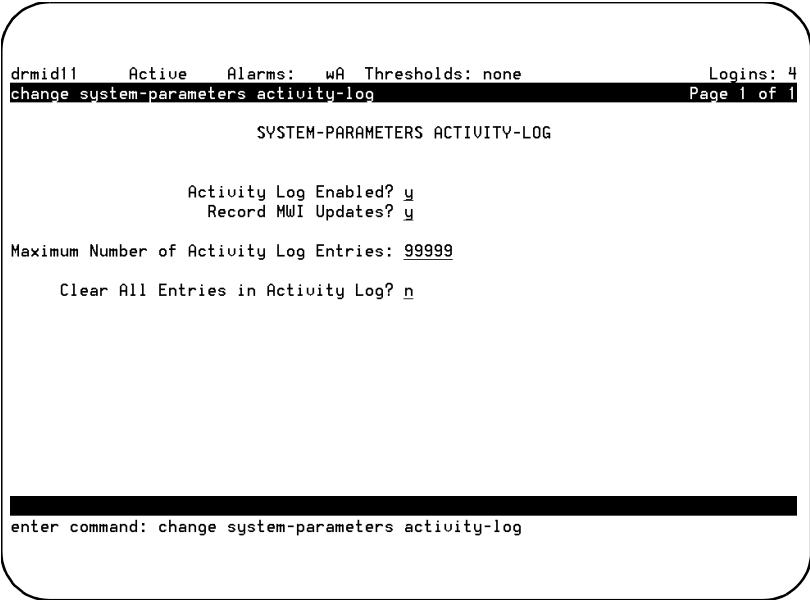 drmid11 Active Alarms: wA Thresholds: none Logins: 4
change system-parameters activity-log Page 1 of 1
SYSTEM-PARAMETERS ACTIVITY-LOG
Activity Log Enabled? y
Record MWI Updates? y
Maximum Number of Activity Log Entries: 99999
Clear All Entries in Activity Log? n
enter command: change system-parameters activity-log